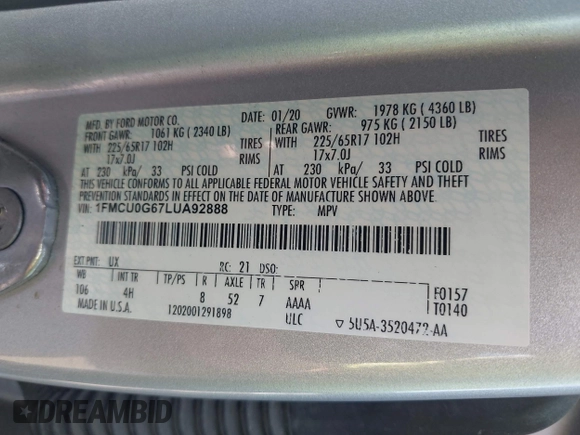 MFD. BY FORD MOTOR CO. DATE: 01/20 GVWR: 1978 KG ( 4360 LB)
FRONT GAWR: 1061 KG ( 2340 LB) REAR GAWR: 975 KG ( 2150 LB)
WITH 225/65R17 102H TIRES WITH 225/65R17 102H TIRES
17x7.0J RIMS 17x7.0J RIMS
AT 230 kPa/ 33 PSI COLD AT 230 kPa/ 33 PSI COLD
THIS VEHICLE CONFORMS TO ALL APPLICABLE FEDERAL MOTOR VEHICLE SAFETY AND THEFT
PREVENTION STANDARDS IN EFFECT ON THE DATE OF MANUFACTURE SHOWN ABOVE.
VIN: 1FMCU0G67LUA92888 TYPE: MPV
EXT PNT: UX RC: 21 DSO:
WB INT TR TP/PS R AXLE TR SPR
106 4H 8 52 7 AAAA F0157
MADE IN U.S.A. 1202001291898 ULC T0140
▽ 5U5A-3520472-AA
DREAMBID